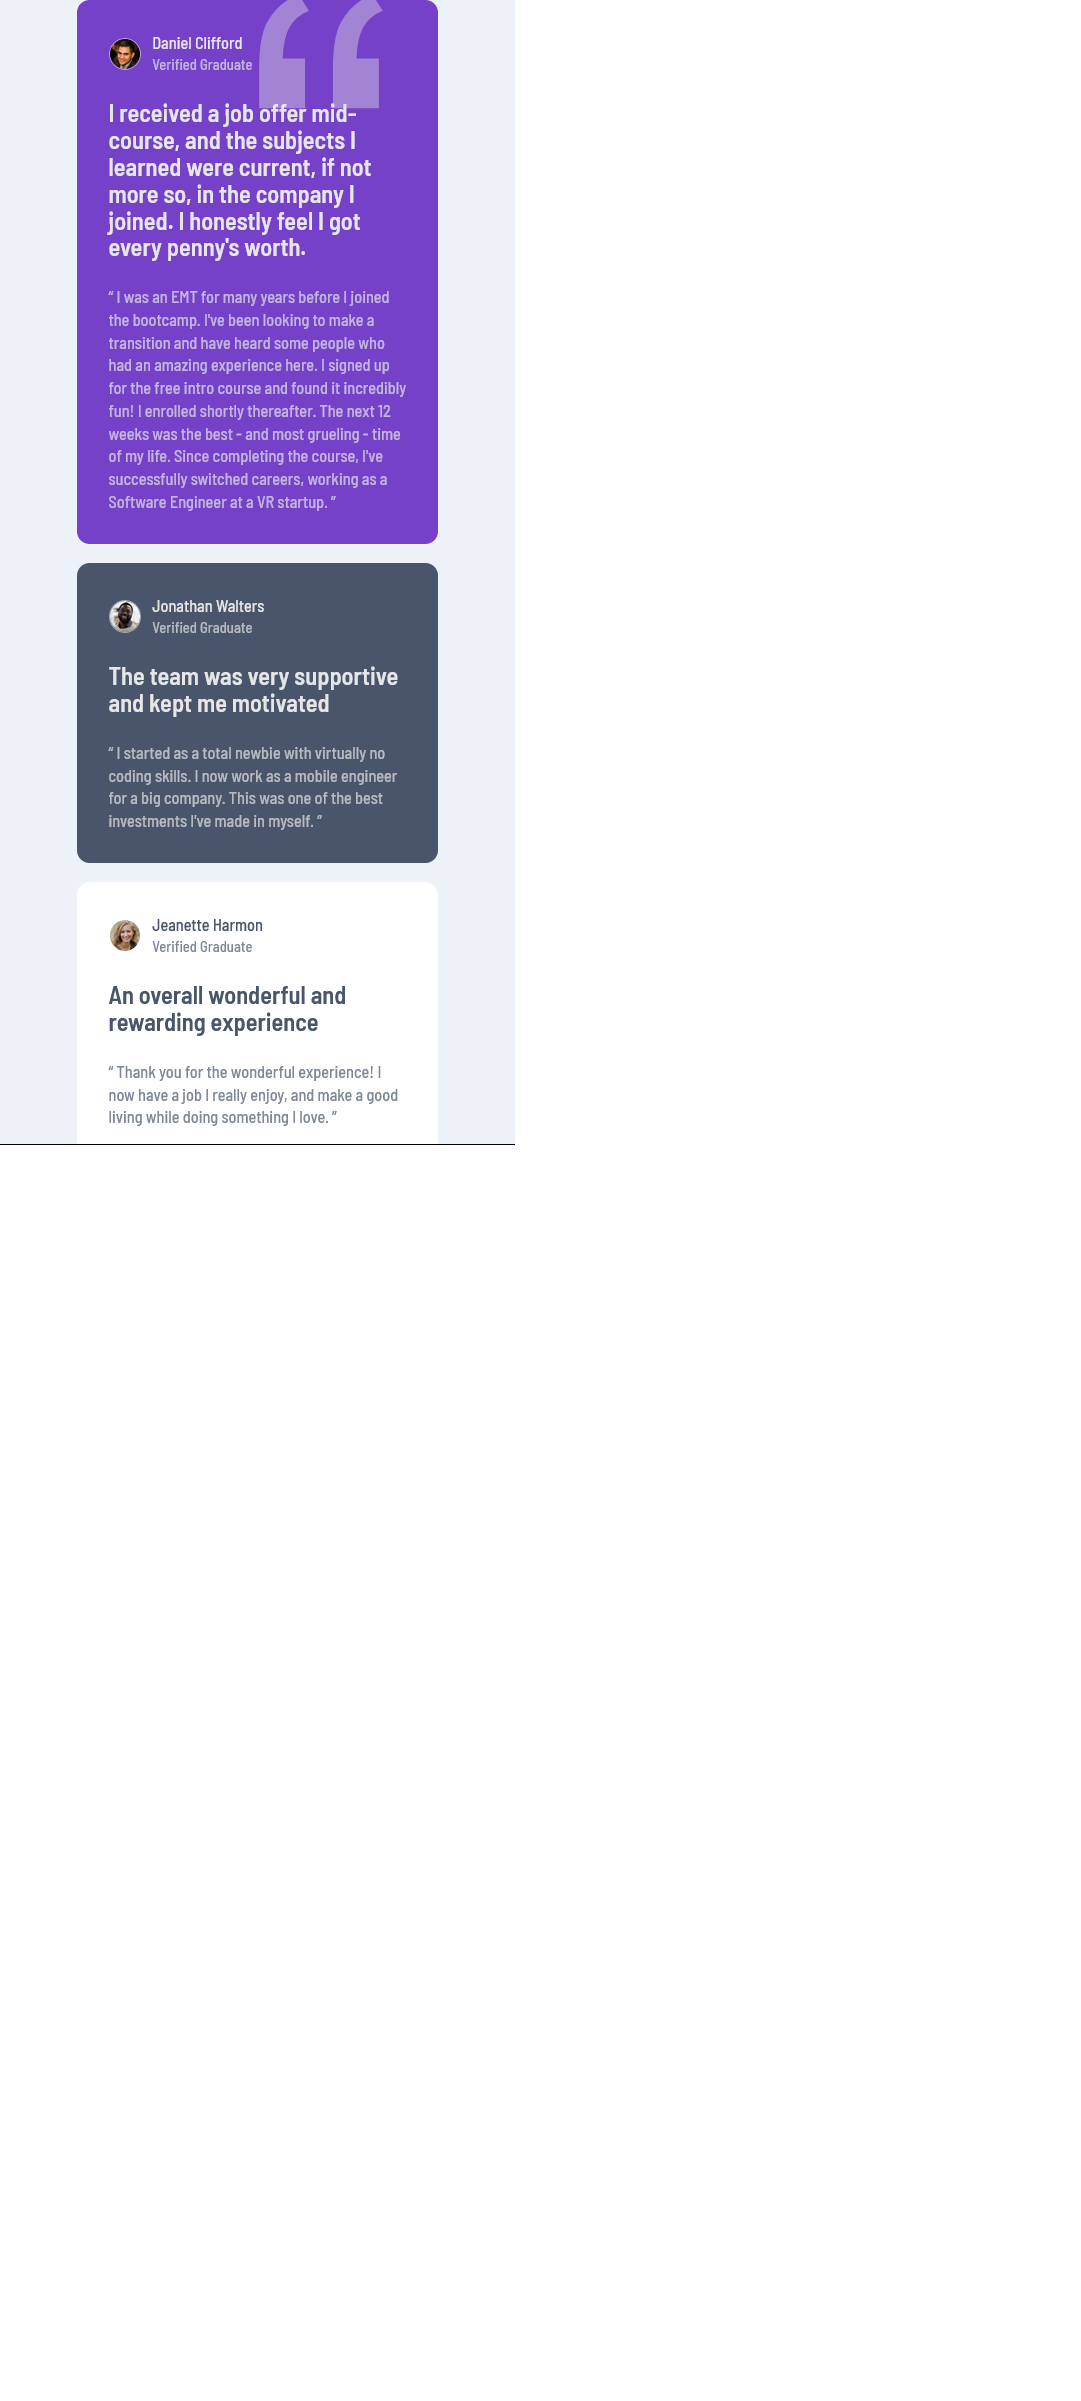 Daniel Clifford
Verified Graduate
I received a job offer mid-
course, and the subjects I
learned were current, if not
more so, in the company I
joined. I honestly feel I got
every penny's worth.
“ I was an EMT for many years before I joined
the bootcamp. I've been looking to make a
transition and have heard some people who
had an amazing experience here. I signed up
for the free intro course and found it incredibly
fun! I enrolled shortly thereafter. The next 12
weeks was the best - and most grueling - time
of my life. Since completing the course, I've
successfully switched careers, working as a
Software Engineer at a VR startup. ”
Jonathan Walters
Verified Graduate
The team was very supportive
and kept me motivated
“ I started as a total newbie with virtually no
coding skills. I now work as a mobile engineer
for a big company. This was one of the best
investments I've made in myself. ”
Jeanette Harmon
Verified Graduate
An overall wonderful and
rewarding experience
“ Thank you for the wonderful experience! I
now have a job I really enjoy, and make a good
living while doing something I love. ”